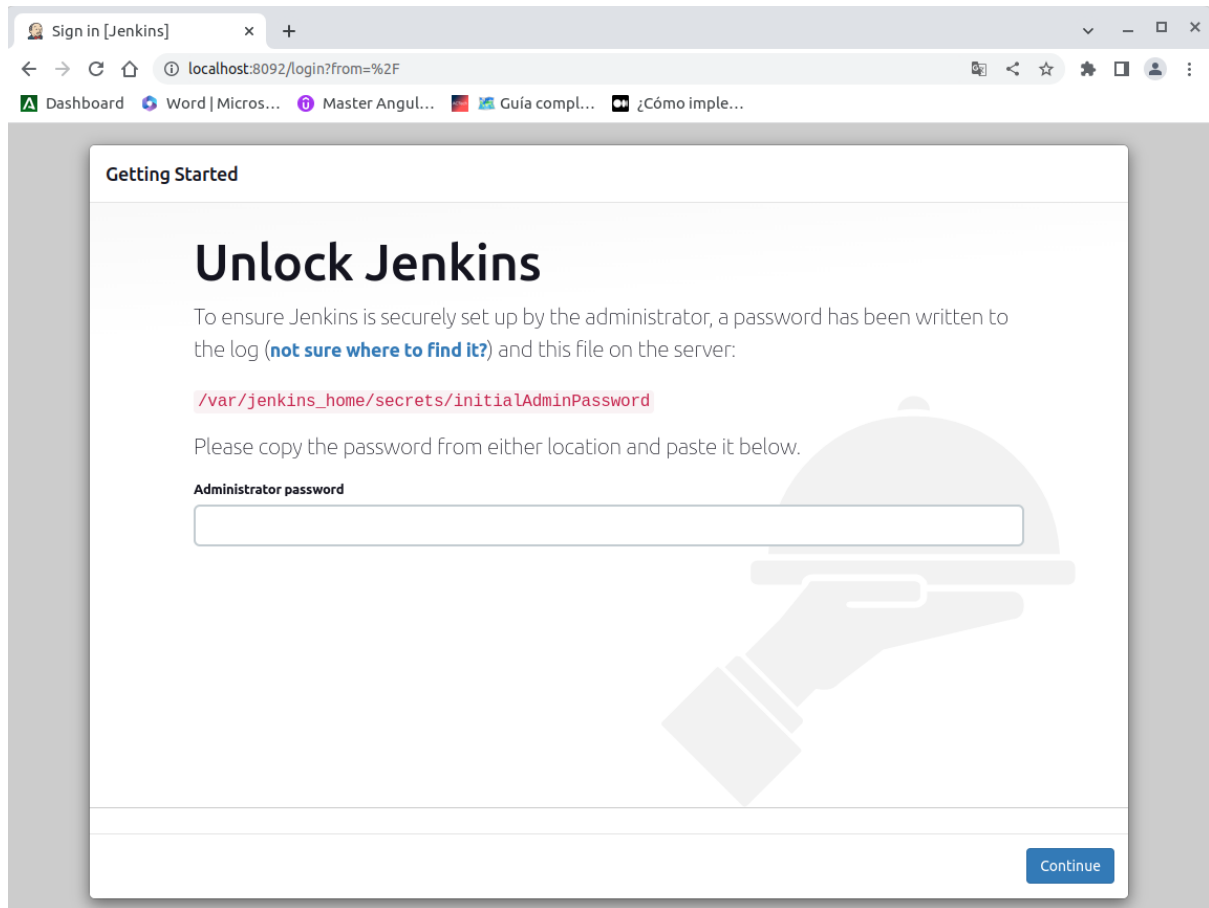 Sign in [Jenkins]
localhost:8092/login?from=%2F
Dashboard Word | Micros... Master Angul... Guía compl... ¿Cómo imple...
Getting Started
Unlock Jenkins
To ensure Jenkins is securely set up by the administrator, a password has been written to
the log (not sure where to find it?) and this file on the server:
/var/jenkins_home/secrets/initialAdminPassword
Please copy the password from either location and paste it below.
Administrator password
Continue